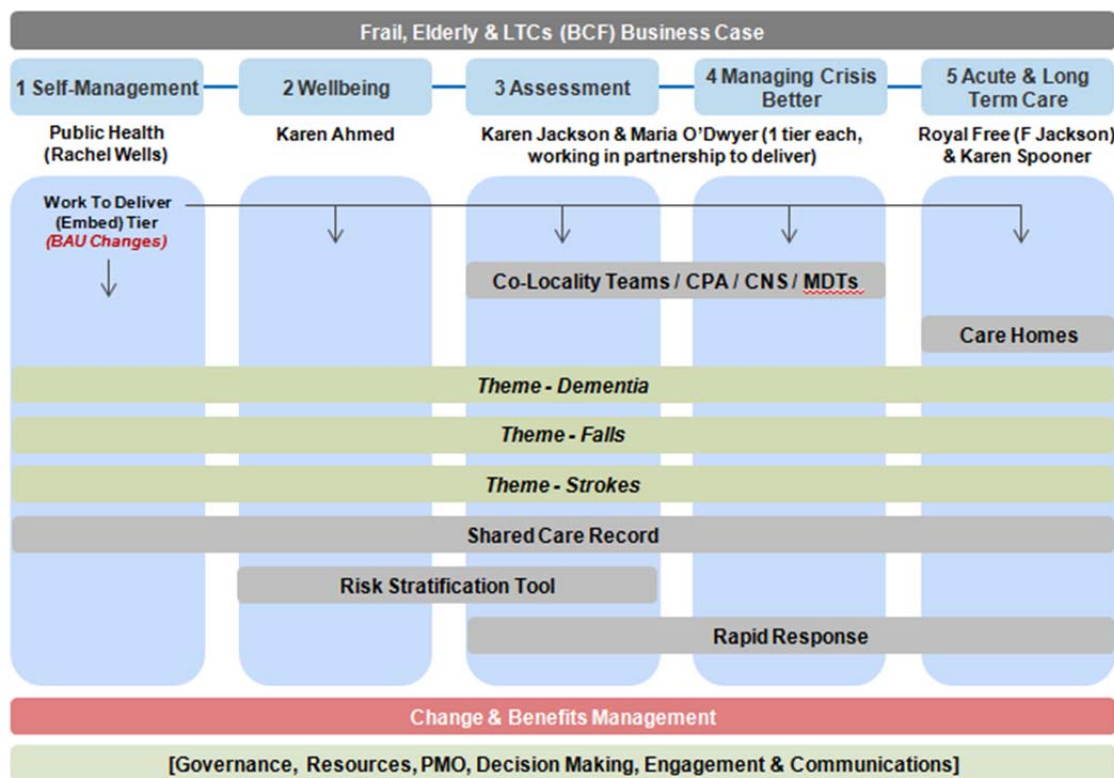 Frail, Elderly & LTCs (BCF) Business Case
1 Self-Management
2 Wellbeing
3 Assessment
4 Managing Crisis
Better
5 Acute & Long
Term Care
Public Health
(Rachel Wells)
Karen Ahmed
Karen Jackson & Maria O'Dwyer (1 tier each,
working in partnership to deliver)
Royal Free (F Jackson)
& Karen Spooner
Work To Deliver
(Embed) Tier
(BAU Changes)
Co-Locality Teams / CPA / CNS / MDTs
Care Homes
Theme - Dementia
Theme - Falls
Theme - Strokes
Shared Care Record
Risk Stratification Tool
Rapid Response
Change & Benefits Management
[Governance, Resources, PMO, Decision Making, Engagement & Communications]